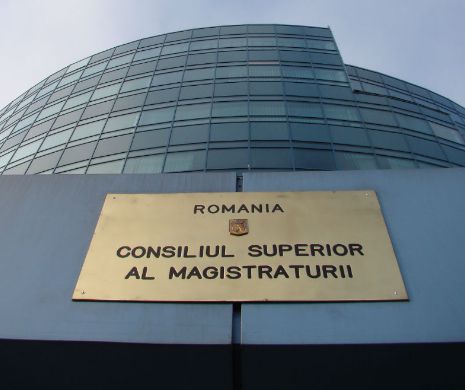 ROMANIA
CONSILIUL SUPERIOR
AL MAGISTRATURII